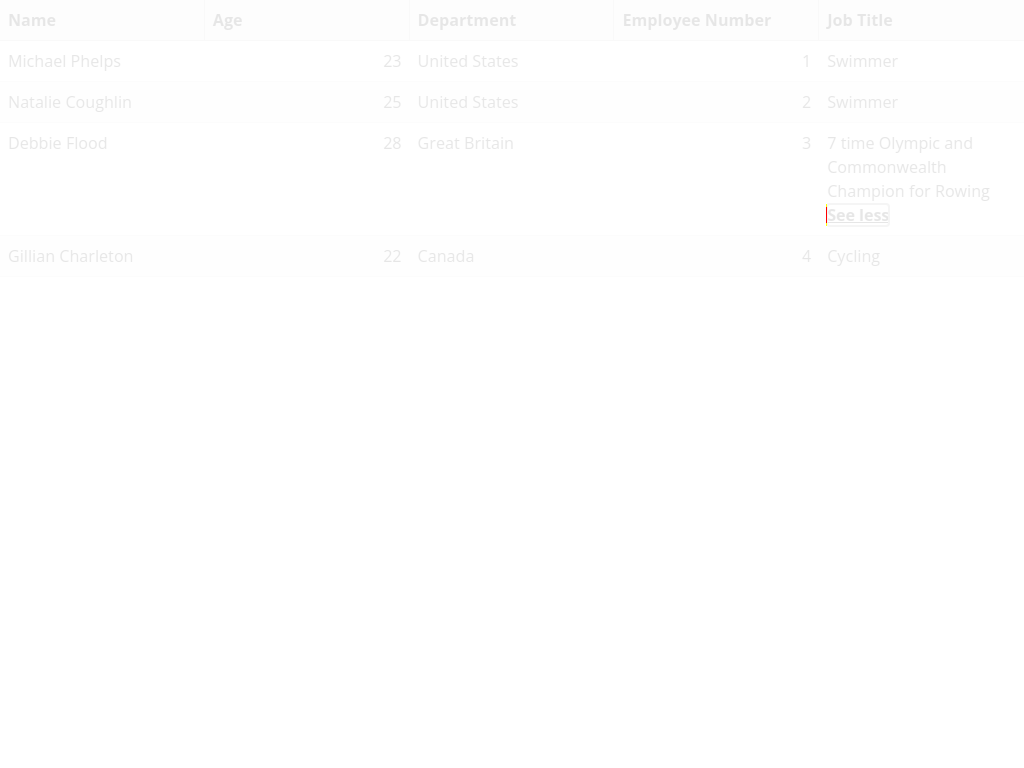 Name Age Department Employee Number Job Title
Michael Phelps 23 United States 1 Swimmer
Natalie Coughlin 25 United States 2 Swimmer
Debbie Flood 28 Great Britain 3 7 time Olympic and
Commonwealth
Champion for Rowing
See less
Gillian Charleton 22 Canada 4 Cycling